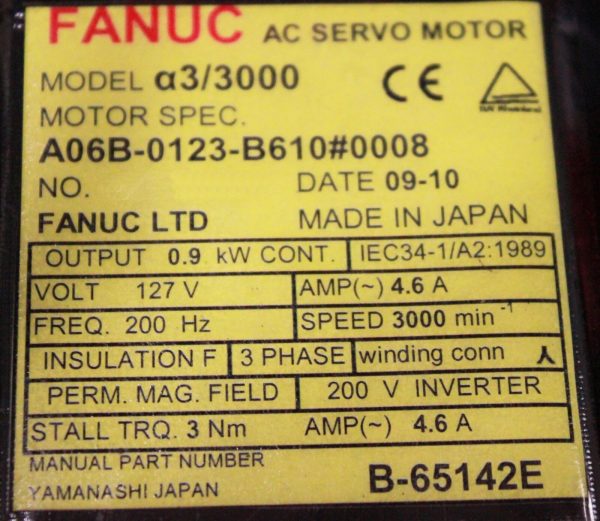 FANUC AC SERVO MOTOR
MODEL α3/3000 CE
MOTOR SPEC.
A06B-0123-B610#0008
NO. DATE 09-10
FANUC LTD MADE IN JAPAN
OUTPUT 0.9 kW CONT. IEC34-1/A2:1989
VOLT 127 V AMP(~) 4.6 A
FREQ. 200 Hz SPEED 3000 min⁻¹
INSULATION F 3 PHASE winding conn
PERM. MAG. FIELD 200 V INVERTER
STALL TRQ. 3 Nm AMP(~) 4.6 A
MANUAL PART NUMBER
YAMANASHI JAPAN B-65142E